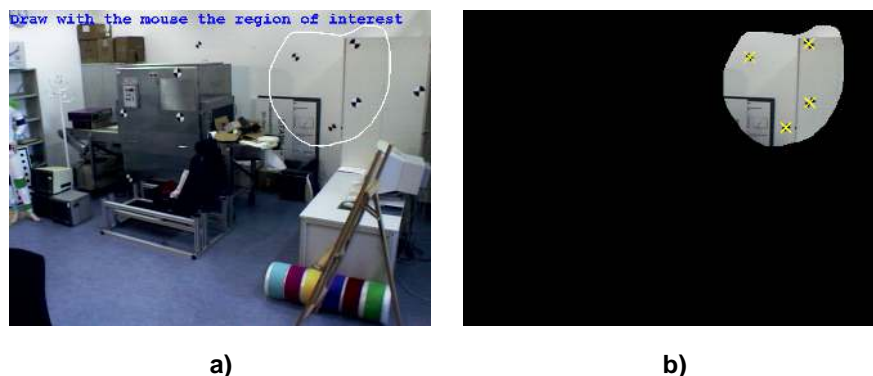 Draw with the mouse the region of interest
a)
b)